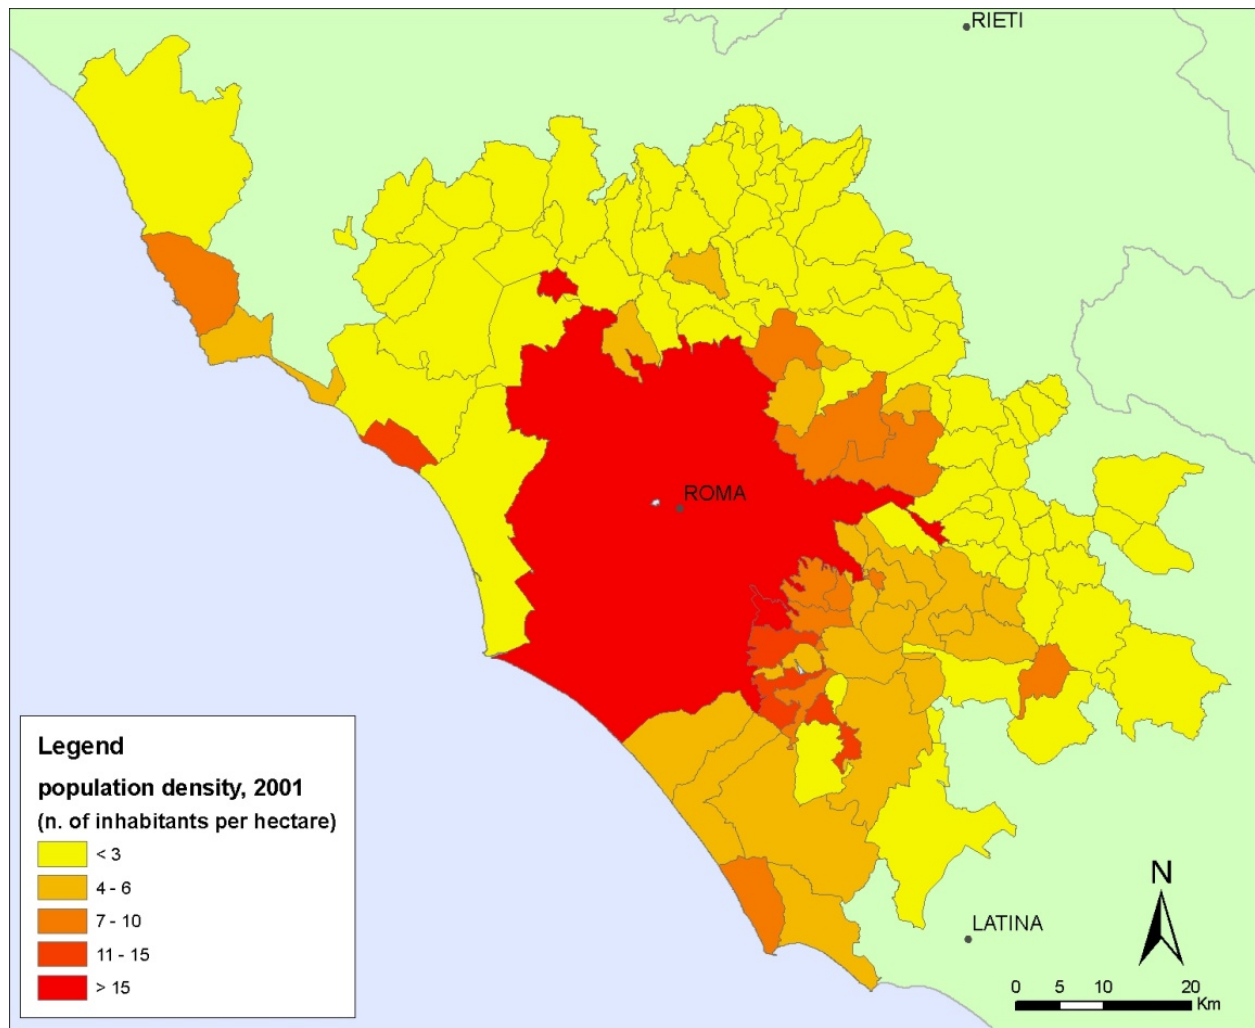 RIETI
ROMA
Legend
population density, 2001
(n. of inhabitants per hectare)
< 3
4 - 6
7 - 10
11 - 15
> 15
LATINA
N
0 5 10 20
Km